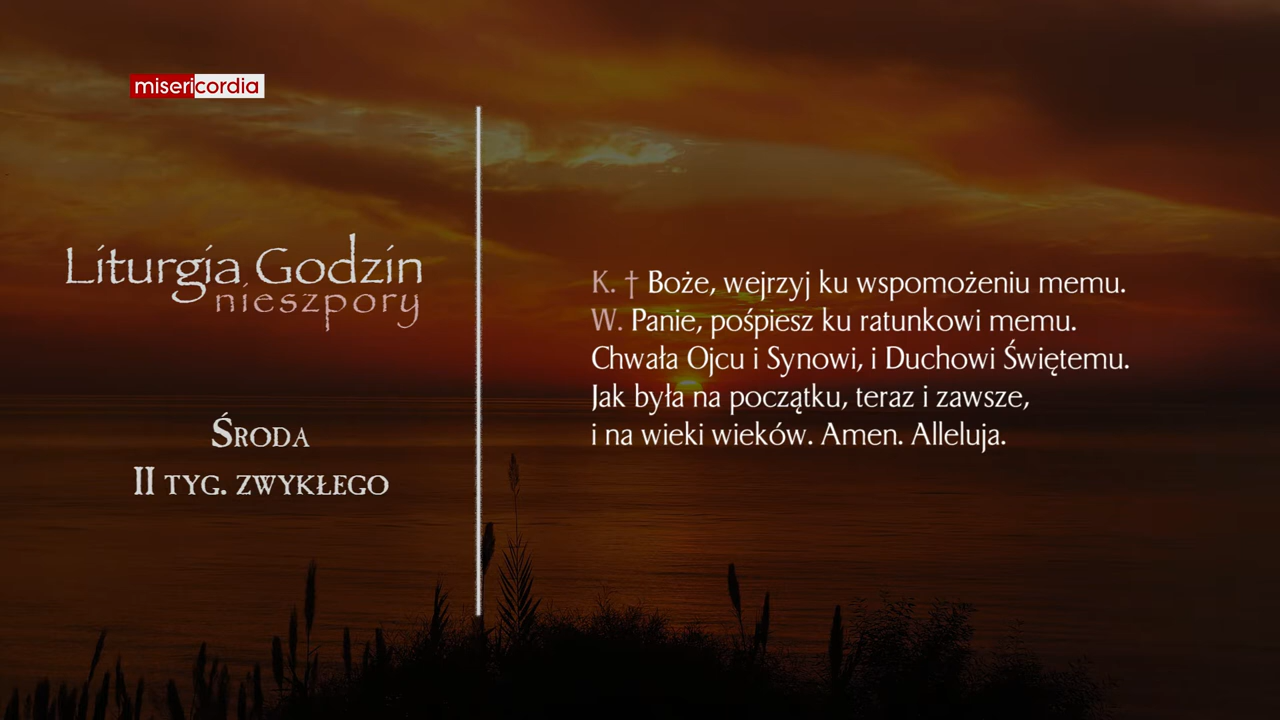 misericordia
Liturgia Godzin
nieszpory
Środa
II tyg. zwykłego
K. † Boże, wejrzyj ku wspomożeniu memu.
W. Panie, pośpiesz ku ratunkowi memu.
Chwała Ojcu i Synowi, i Duchowi Świętemu.
Jak była na początku, teraz i zawsze,
i na wieki wieków. Amen. Alleluja.